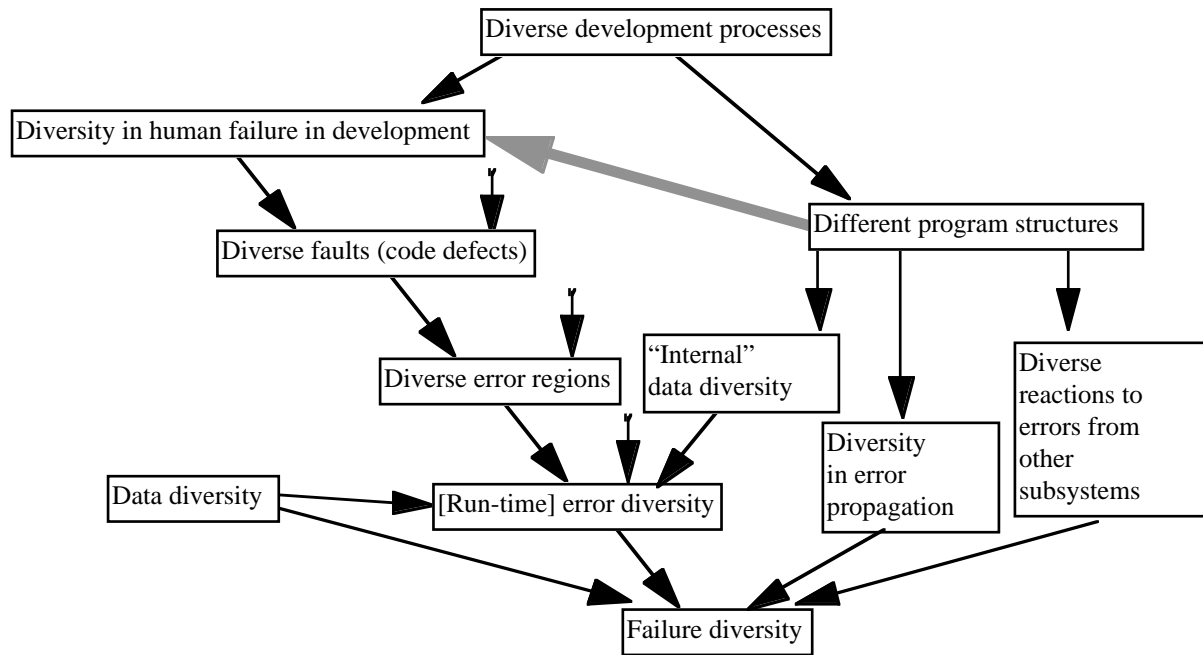 Diverse development processes
Diversity in human failure in development
Different program structures
Diverse faults (code defects)
Diverse error regions
“Internal”
data diversity
Diverse
reactions to
errors from
other
subsystems
Diversity
in error
propagation
Data diversity
[Run-time] error diversity
Failure diversity